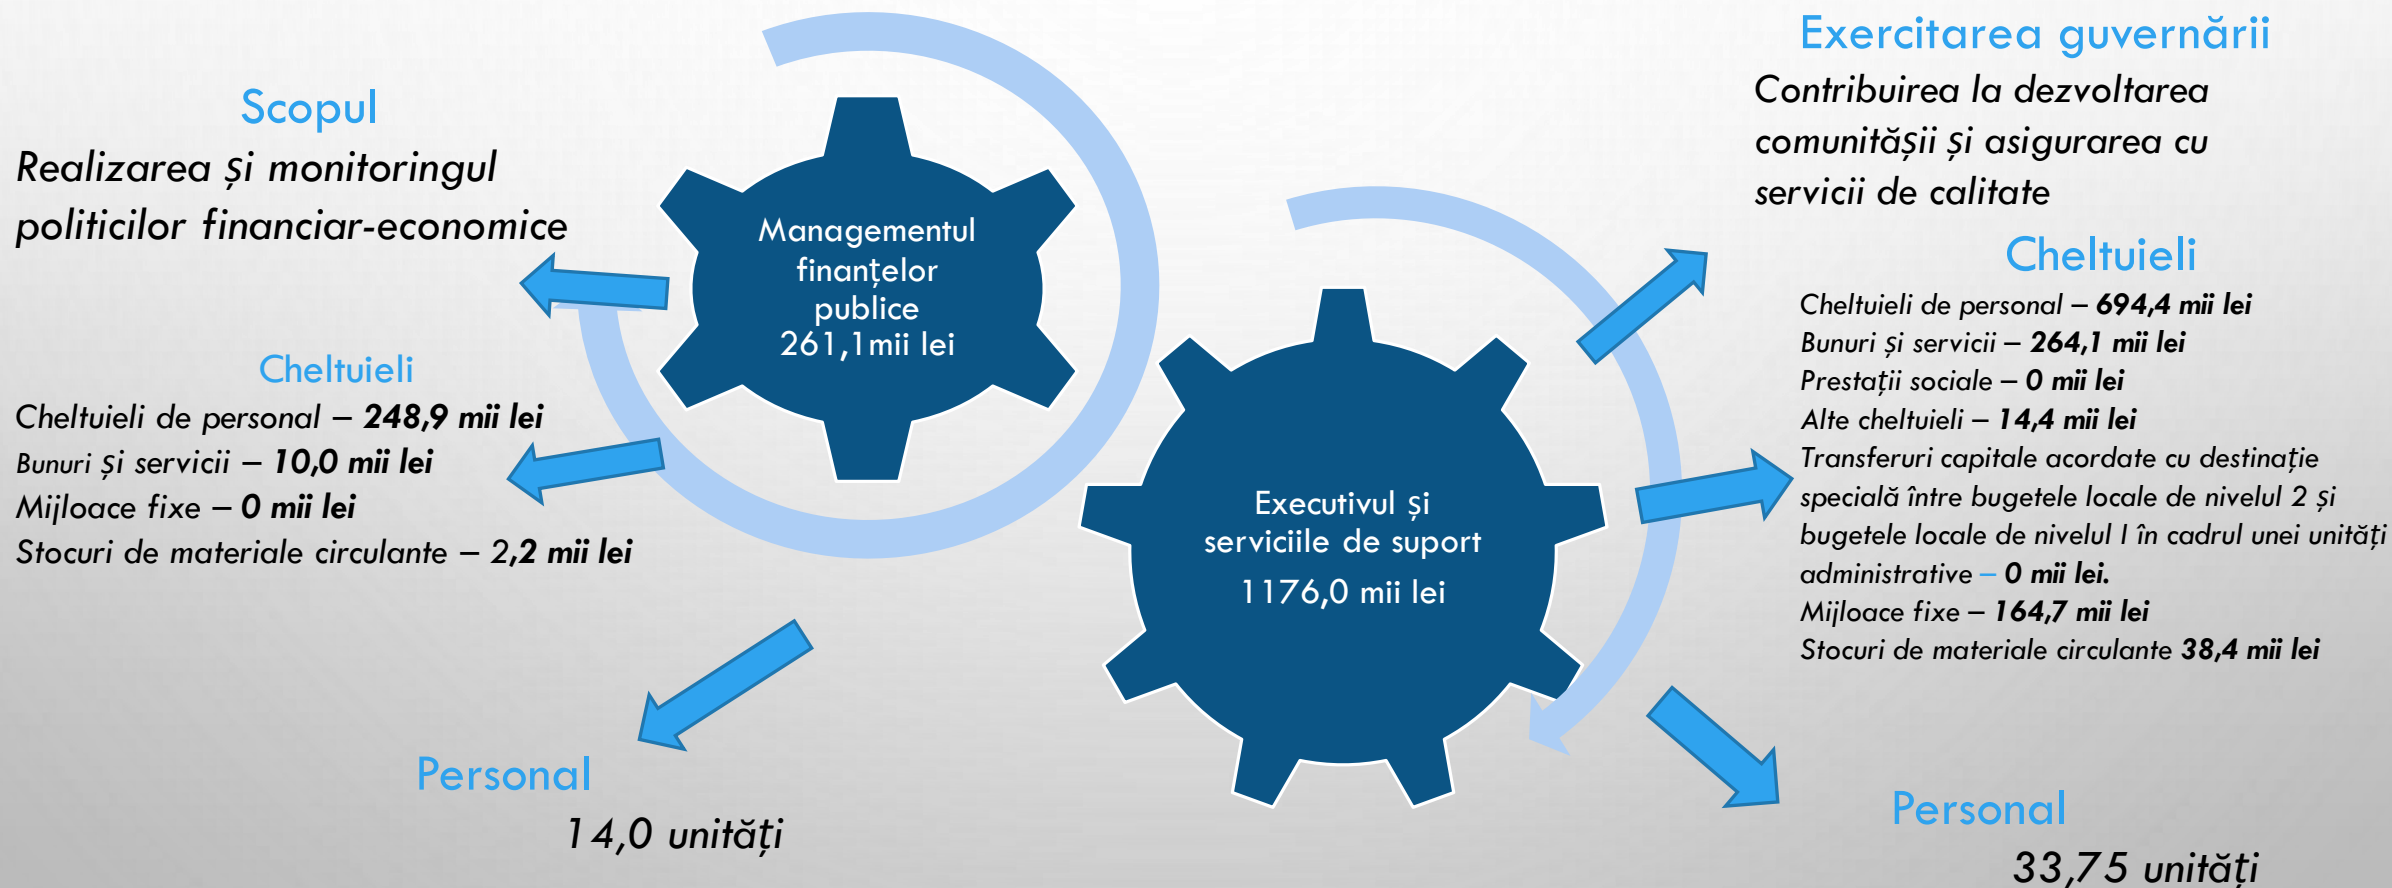 Scopul
Realizarea și monitoringul
politicilor financiar-economice
Cheltuieli
Cheltuieli de personal – 248,9 mii lei
Bunuri și servicii – 10,0 mii lei
Mijloace fixe – 0 mii lei
Stocuri de materiale circulante – 2,2 mii lei
Personal
14,0 unități
Managementul
finanțelor
publice
261,1mii lei
Executivul și
serviciile de suport
1176,0 mii lei
Exercitarea guvernării
Contribuirea la dezvoltarea
comunităşii și asigurarea cu
servicii de calitate
Cheltuieli
Cheltuieli de personal – 694,4 mii lei
Bunuri și servicii – 264,1 mii lei
Prestații sociale – 0 mii lei
Alte cheltuieli – 14,4 mii lei
Transferuri capitale acordate cu destinație
specială între bugetele locale de nivelul 2 și
bugetele locale de nivelul I în cadrul unei unități
administrative – 0 mii lei.
Mijloace fixe – 164,7 mii lei
Stocuri de materiale circulante 38,4 mii lei
Personal
33,75 unități